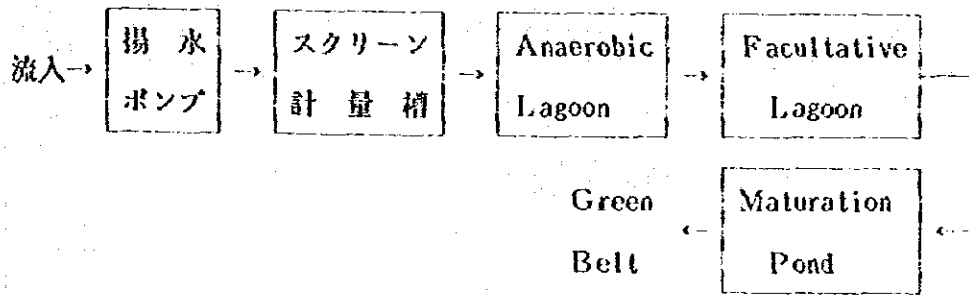 流入→ 揚水ポンプ → スクリーン計量槽 → Anaerobic Lagoon → Facultative Lagoon
Green Belt ← Maturation Pond ←